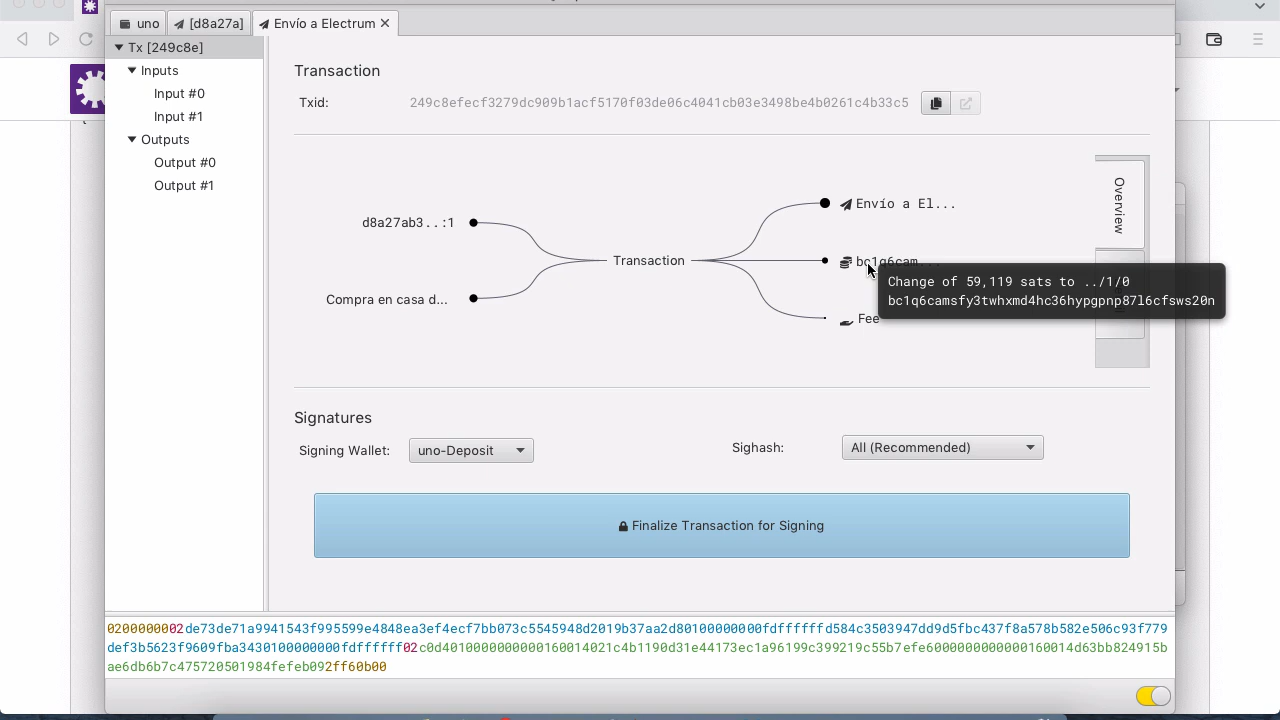 uno
[d8a27a]
Envío a Electrum
Tx [249c8e]
Inputs
Input #0
Input #1
Outputs
Output #0
Output #1
Transaction
Txid:
249c8efecf3279dc909b1acf5170f03de06c4041cb03e3498be4b0261c4b33c5
Overview
d8a27ab3..:1
Compra en casa d...
Transaction
Envío a El...
bc1q6cam...
Fee
Change of 59,119 sats to ../1/0
bc1q6camsfy3twhxmd4hc36hypgpnp87l6cfsws20n
Signatures
Signing Wallet:
uno-Deposit
Sighash:
All (Recommended)
Finalize Transaction for Signing
0200000002de73de71a9941543f995599e4848ea3ef4ecf7bb073c5545948d2019b37aa2d80100000000fdffffffd584c3503947dd9d5fbc437f8a578b582e506c93f779
def3b5623f9609fba3430100000000fdffffff02c0d4010000000000160014021c4b1190d31e44173ec1a96199c399219c55b7efe6000000000000160014d63bb824915b
ae6db6b7c475720501984fefeb092ff60b00